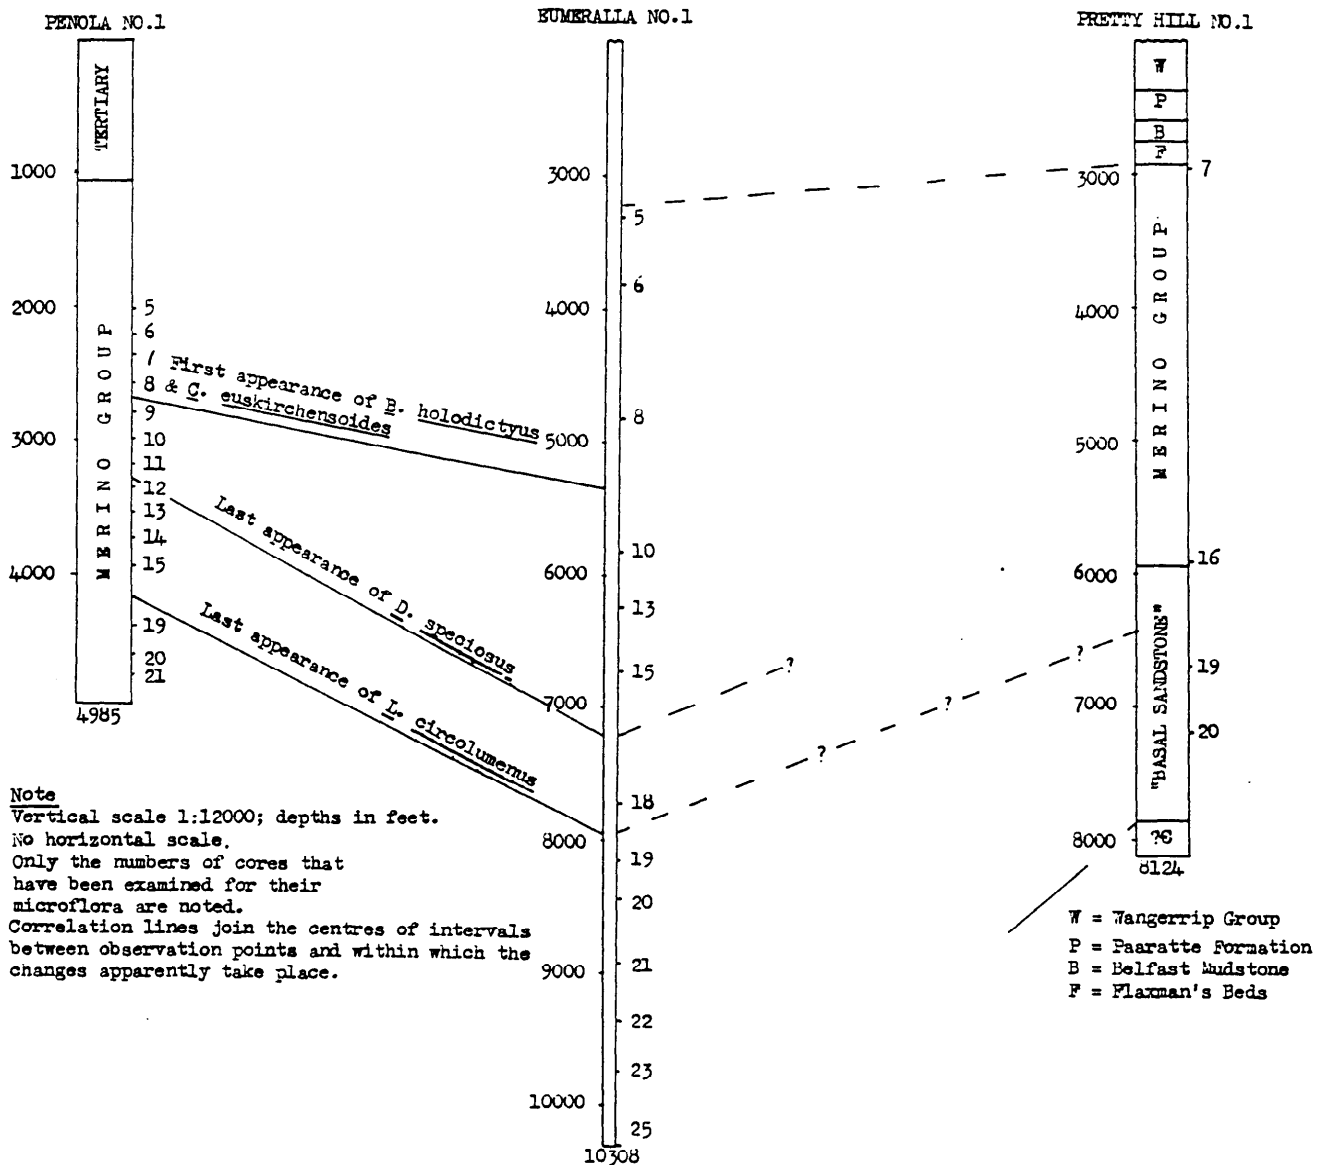 PENOLA NO.1
EUMERALLA NO.1
PRETTY HILL NO.1
TERTIARY
MERINO GROUP
1000
2000
3000
4000
4985
5
6
7
8
9
10
11
12
13
14
15
19
20
21
First appearance of B. holodictyus
& C. euskirchensoides
Last appearance of D. speciosus
Last appearance of L. circolumenus
3000
4000
5000
6000
7000
8000
9000
10000
10308
5
6
8
10
13
15
18
19
20
21
22
23
25
?
?
?
?
W
P
B
F
MERINO GROUP
"BASAL SANDSTONE"
?Є
3000
4000
5000
6000
7000
8000
8124
7
16
19
20
Note
Vertical scale 1:12000; depths in feet.
No horizontal scale.
Only the numbers of cores that
have been examined for their
microflora are noted.
Correlation lines join the centres of intervals
between observation points and within which the
changes apparently take place.
W = Wangerrip Group
P = Paaratte Formation
B = Belfast Mudstone
F = Flaxman's Beds